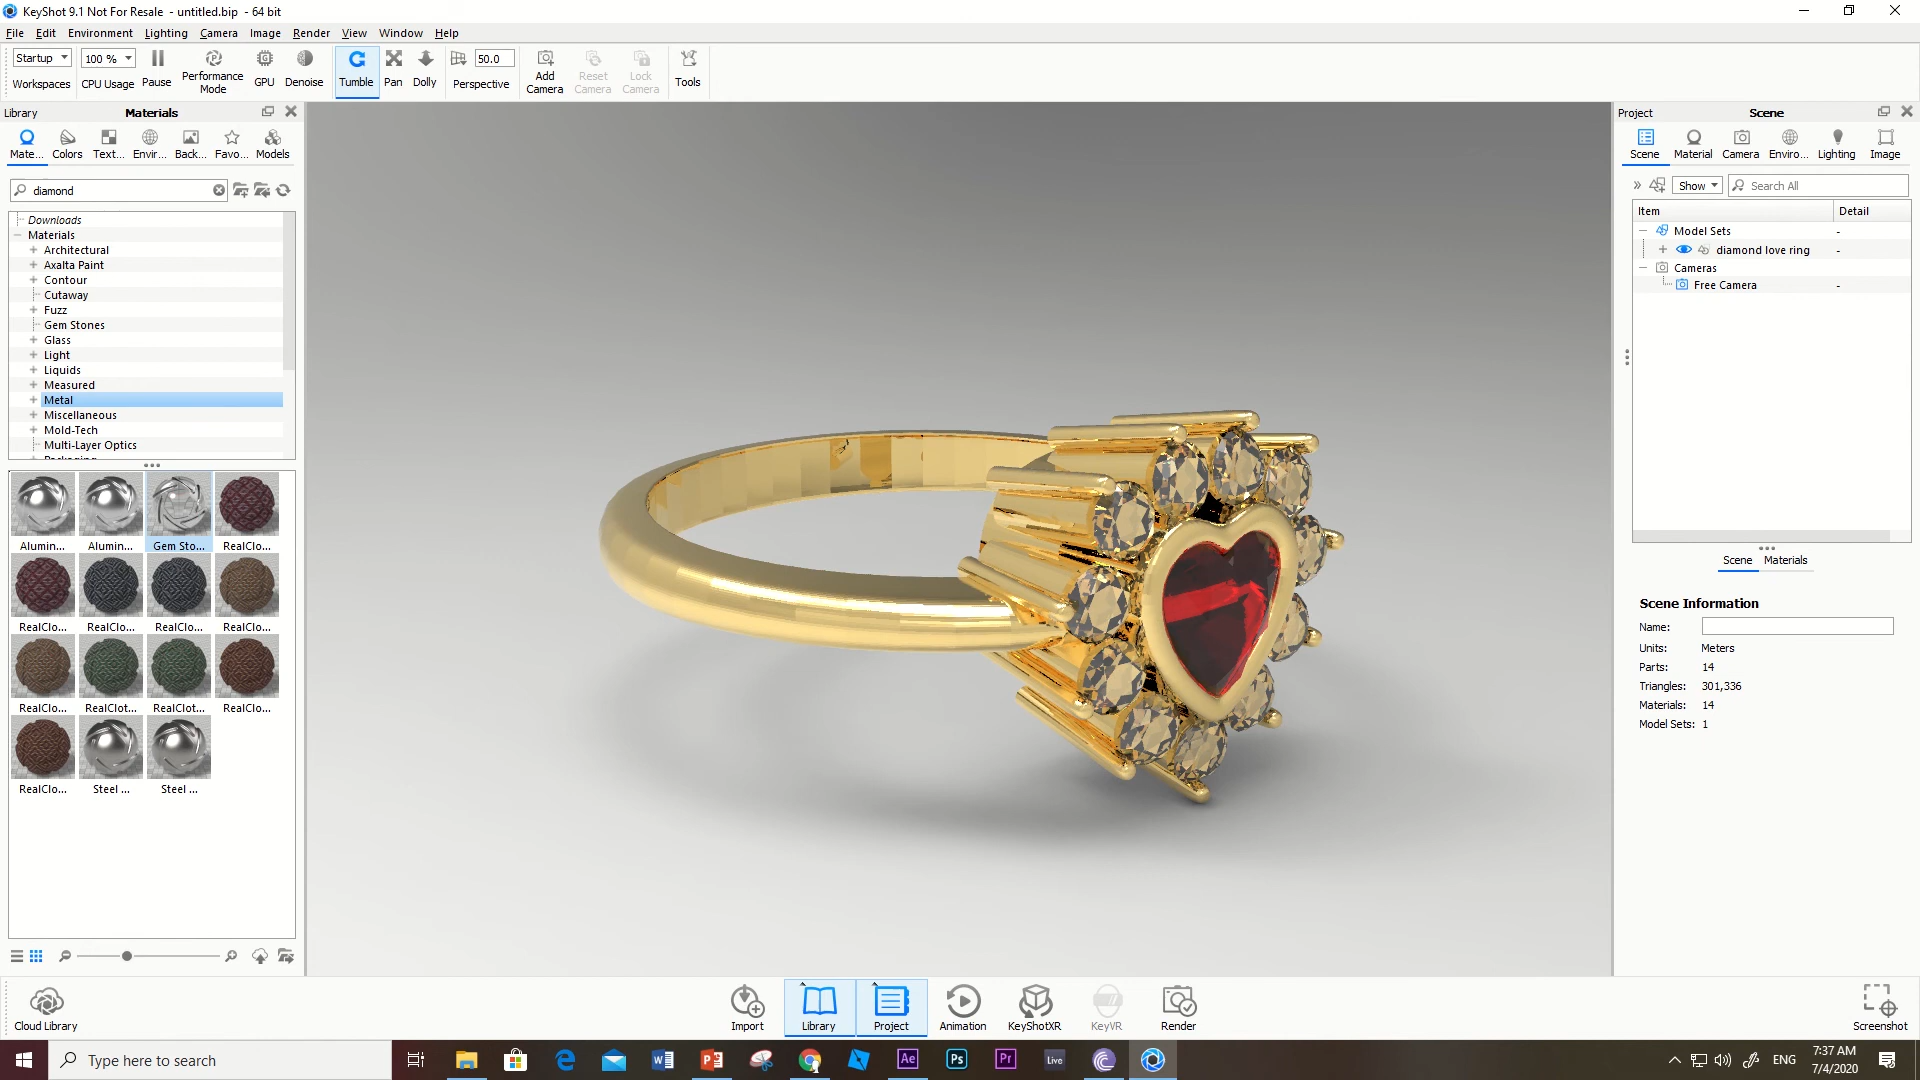 KeyShot 9.1 Not For Resale - untitled.bip - 64 bit
File Edit Environment Lighting Camera Image Render View Window Help
Startup 100 % 50.0
Workspaces CPU Usage Pause Performance Mode GPU Denoise Tumble Pan Dolly Perspective Add Camera Reset Camera Lock Camera Tools
Library Materials
Mate... Colors Text... Envir... Back... Favo... Models
diamond
Downloads
Materials
Architectural
Axalta Paint
Contour
Cutaway
Fuzz
Gem Stones
Glass
Light
Liquids
Measured
Metal
Miscellaneous
Mold-Tech
Multi-Layer Optics
Alumin... Alumin... Gem Sto... RealClo...
RealClo... RealClo... RealClo... RealClo...
RealClo... RealClot... RealClot... RealClo...
RealClo... Steel ... Steel ...
Project Scene
Scene Material Camera Enviro... Lighting Image
Show Search All
Item Detail
Model Sets -
diamond love ring -
Cameras
Free Camera -
Scene Materials
Scene Information
Name:
Units: Meters
Parts: 14
Triangles: 301,336
Materials: 14
Model Sets: 1
Cloud Library Import Library Project Animation KeyShotXR KeyVR Render Screenshot
Type here to search
Ae Ps Pr Live
ENG
7:37 AM
7/4/2020